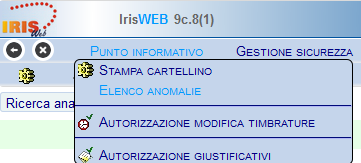 IRIS Web IrisWEB 9c.8(1)
PUNTO INFORMATIVO GESTIONE SICUREZZA
STAMPA CARTELLINO
ELENCO ANOMALIE
Ricerca ana
AUTORIZZAZIONE MODIFICA TIMBRATURE
AUTORIZZAZIONE GIUSTIFICATIVI